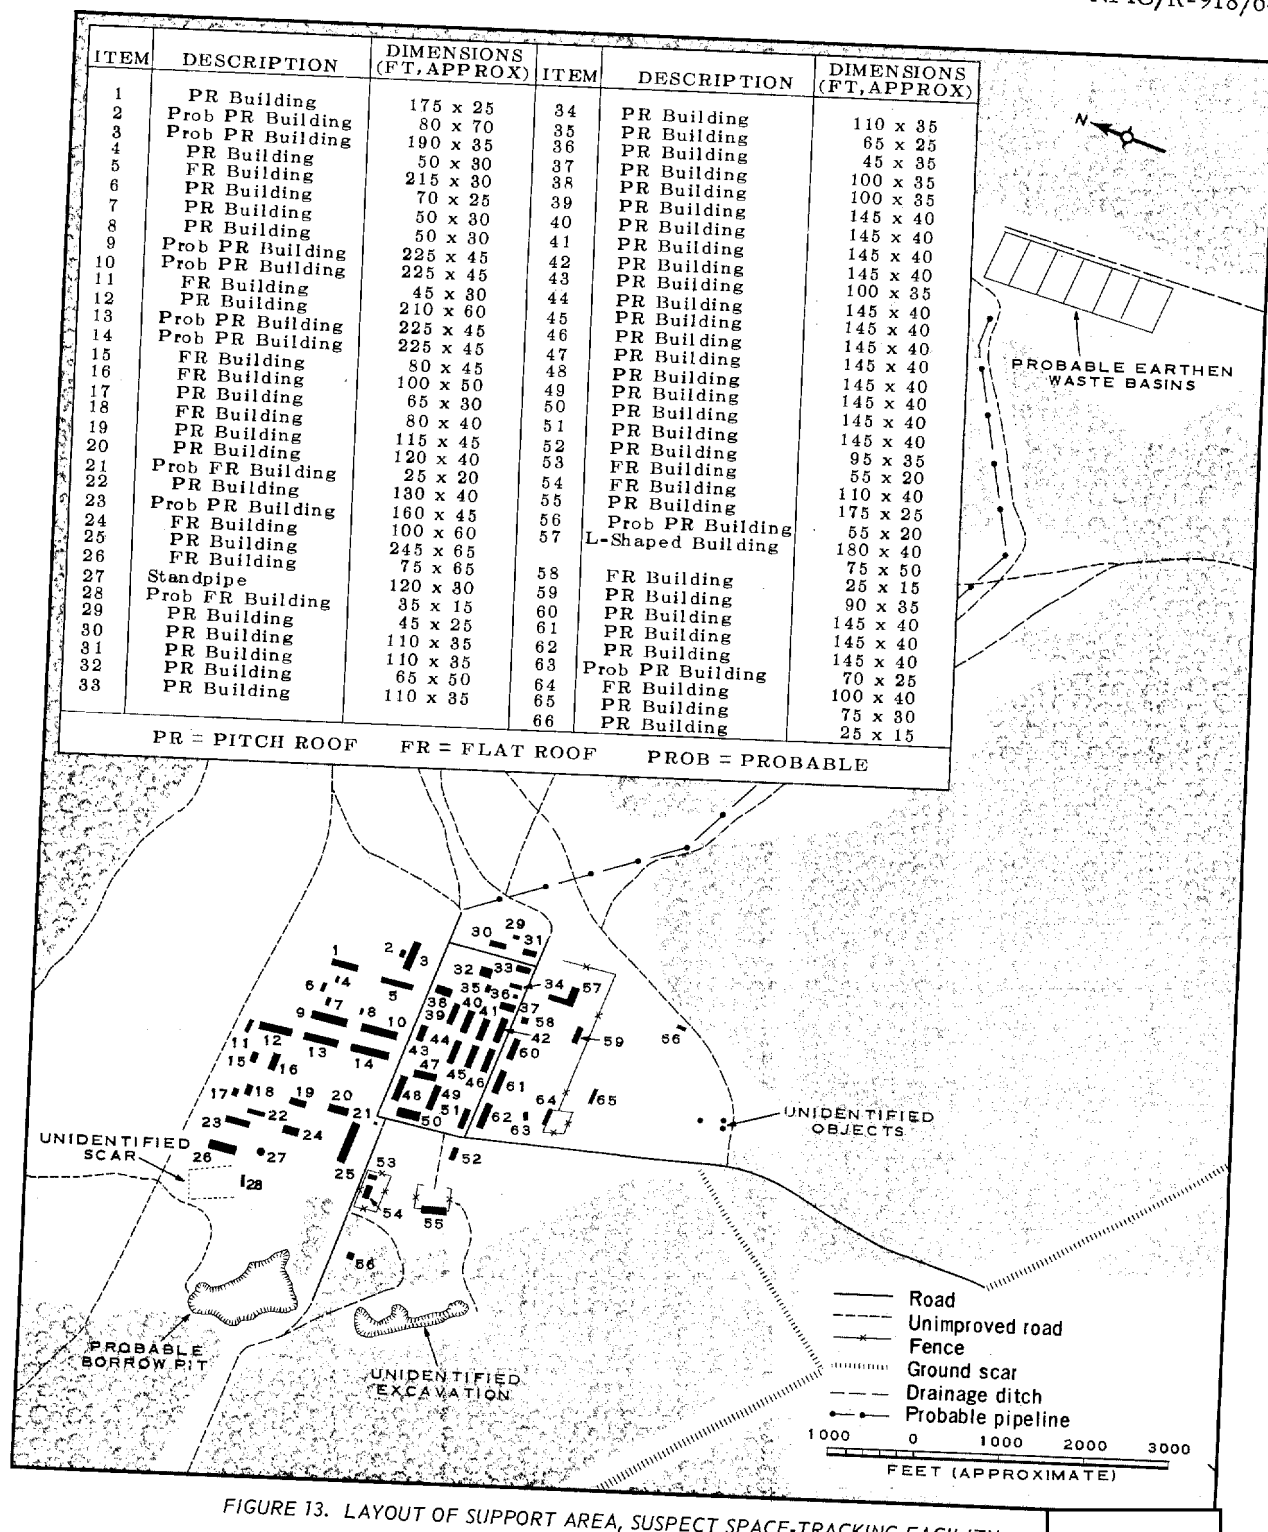 ITEM DESCRIPTION DIMENSIONS (FT, APPROX) ITEM DESCRIPTION DIMENSIONS (FT, APPROX)
1 PR Building 175 x 25 34 PR Building 110 x 35
2 Prob PR Building 80 x 70 35 PR Building 65 x 25
3 Prob PR Building 190 x 35 36 PR Building 45 x 35
4 PR Building 50 x 30 37 PR Building 100 x 35
5 FR Building 215 x 30 38 PR Building 100 x 35
6 PR Building 70 x 25 39 PR Building 145 x 40
7 PR Building 50 x 30 40 PR Building 145 x 40
8 PR Building 50 x 30 41 PR Building 145 x 40
9 Prob PR Building 225 x 45 42 PR Building 145 x 40
10 Prob PR Building 225 x 45 43 PR Building 100 x 35
11 FR Building 45 x 30 44 PR Building 145 x 40
12 PR Building 210 x 60 45 PR Building 145 x 40
13 Prob PR Building 225 x 45 46 PR Building 145 x 40
14 Prob PR Building 225 x 45 47 PR Building 145 x 40
15 FR Building 80 x 45 48 PR Building 145 x 40
16 FR Building 100 x 50 49 PR Building 145 x 40
17 PR Building 65 x 30 50 PR Building 145 x 40
18 FR Building 80 x 40 51 PR Building 145 x 40
19 PR Building 115 x 45 52 PR Building 95 x 35
20 PR Building 120 x 40 53 FR Building 55 x 20
21 Prob FR Building 25 x 20 54 FR Building 110 x 40
22 PR Building 130 x 40 55 PR Building 175 x 25
23 Prob PR Building 160 x 45 56 Prob PR Building 55 x 20
24 FR Building 100 x 60 57 L-Shaped Building 180 x 40
25 PR Building 245 x 65 75 x 50
26 FR Building 75 x 65 58 FR Building 25 x 15
27 Standpipe 120 x 30 59 PR Building 90 x 35
28 Prob FR Building 35 x 15 60 PR Building 145 x 40
29 PR Building 45 x 25 61 PR Building 145 x 40
30 PR Building 110 x 35 62 PR Building 145 x 40
31 PR Building 110 x 35 63 Prob PR Building 70 x 25
32 PR Building 65 x 50 64 FR Building 100 x 40
33 PR Building 110 x 35 65 PR Building 75 x 30
66 PR Building 25 x 15
PR = PITCH ROOF FR = FLAT ROOF PROB = PROBABLE
N
PROBABLE EARTHEN
WASTE BASINS
29
30 31
1 2 3
32 33
4 5 35 36 34 57
6 7 8 38 37
9 10 39 40 41 58
11 12 13 14 44 43 42 59 66
15 16 47 45 46 60
17 18 19 20 48 49 61 64 65
23 22 21 50 51 62 63
24
26 27 25 52
28 53
54 55
56
UNIDENTIFIED
OBJECTS
UNIDENTIFIED
SCAR
PROBABLE
BORROW PIT
UNIDENTIFIED
EXCAVATION
Road
Unimproved road
Fence
Ground scar
Drainage ditch
Probable pipeline
1000 0 1000 2000 3000
FEET (APPROXIMATE)
FIGURE 13. LAYOUT OF SUPPORT AREA, SUSPECT SPACE-TRACKING FACILITY